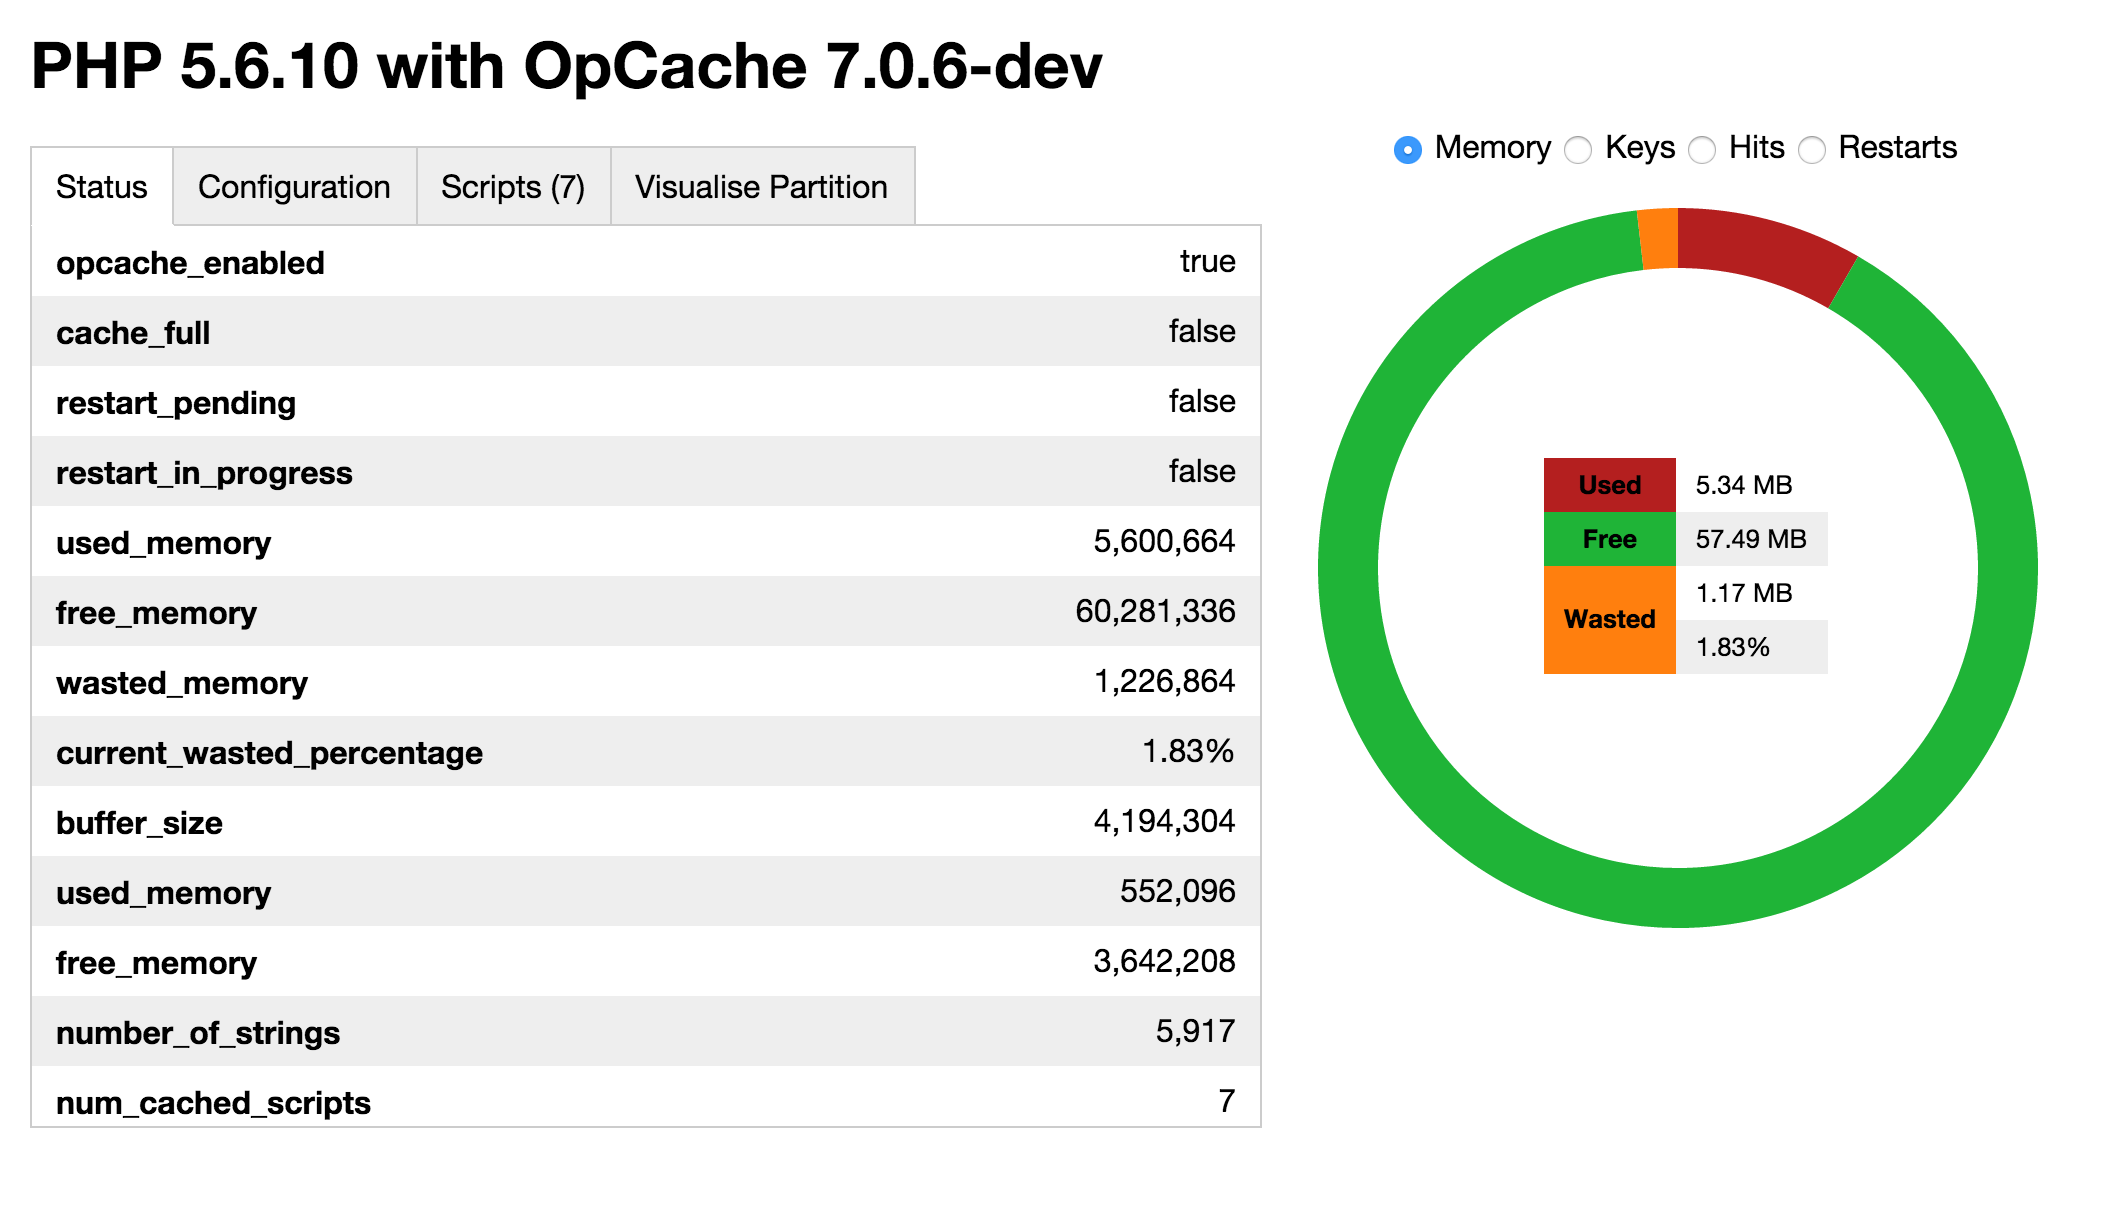 PHP 5.6.10 with OpCache 7.0.6-dev
Status Configuration Scripts (7) Visualise Partition
opcache_enabled true
cache_full false
restart_pending false
restart_in_progress false
used_memory 5,600,664
free_memory 60,281,336
wasted_memory 1,226,864
current_wasted_percentage 1.83%
buffer_size 4,194,304
used_memory 552,096
free_memory 3,642,208
number_of_strings 5,917
num_cached_scripts 7
Memory Keys Hits Restarts
Used 5.34 MB
Free 57.49 MB
Wasted 1.17 MB
1.83%